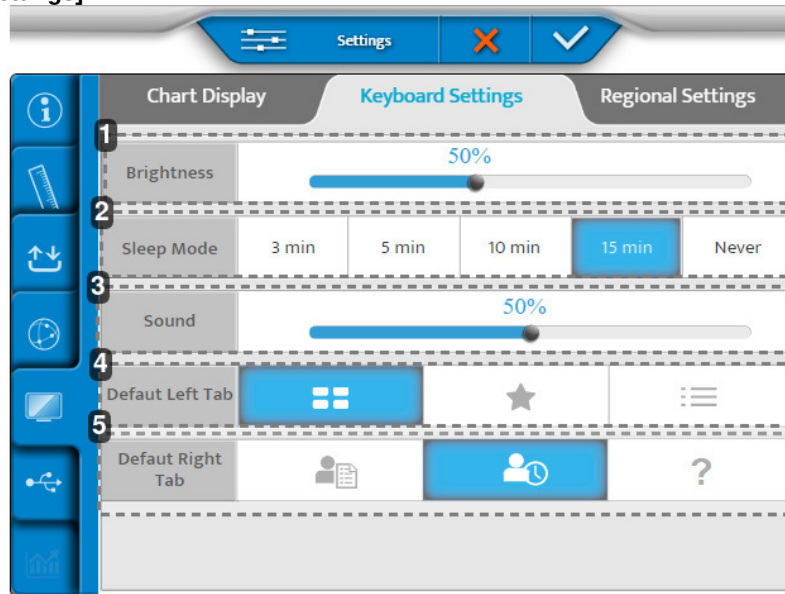 Settings
Chart Display Keyboard Settings Regional Settings
1
Brightness 50%
2
Sleep Mode 3 min 5 min 10 min 15 min Never
3
Sound 50%
4
Defaut Left Tab
5
Defaut Right
Tab ?